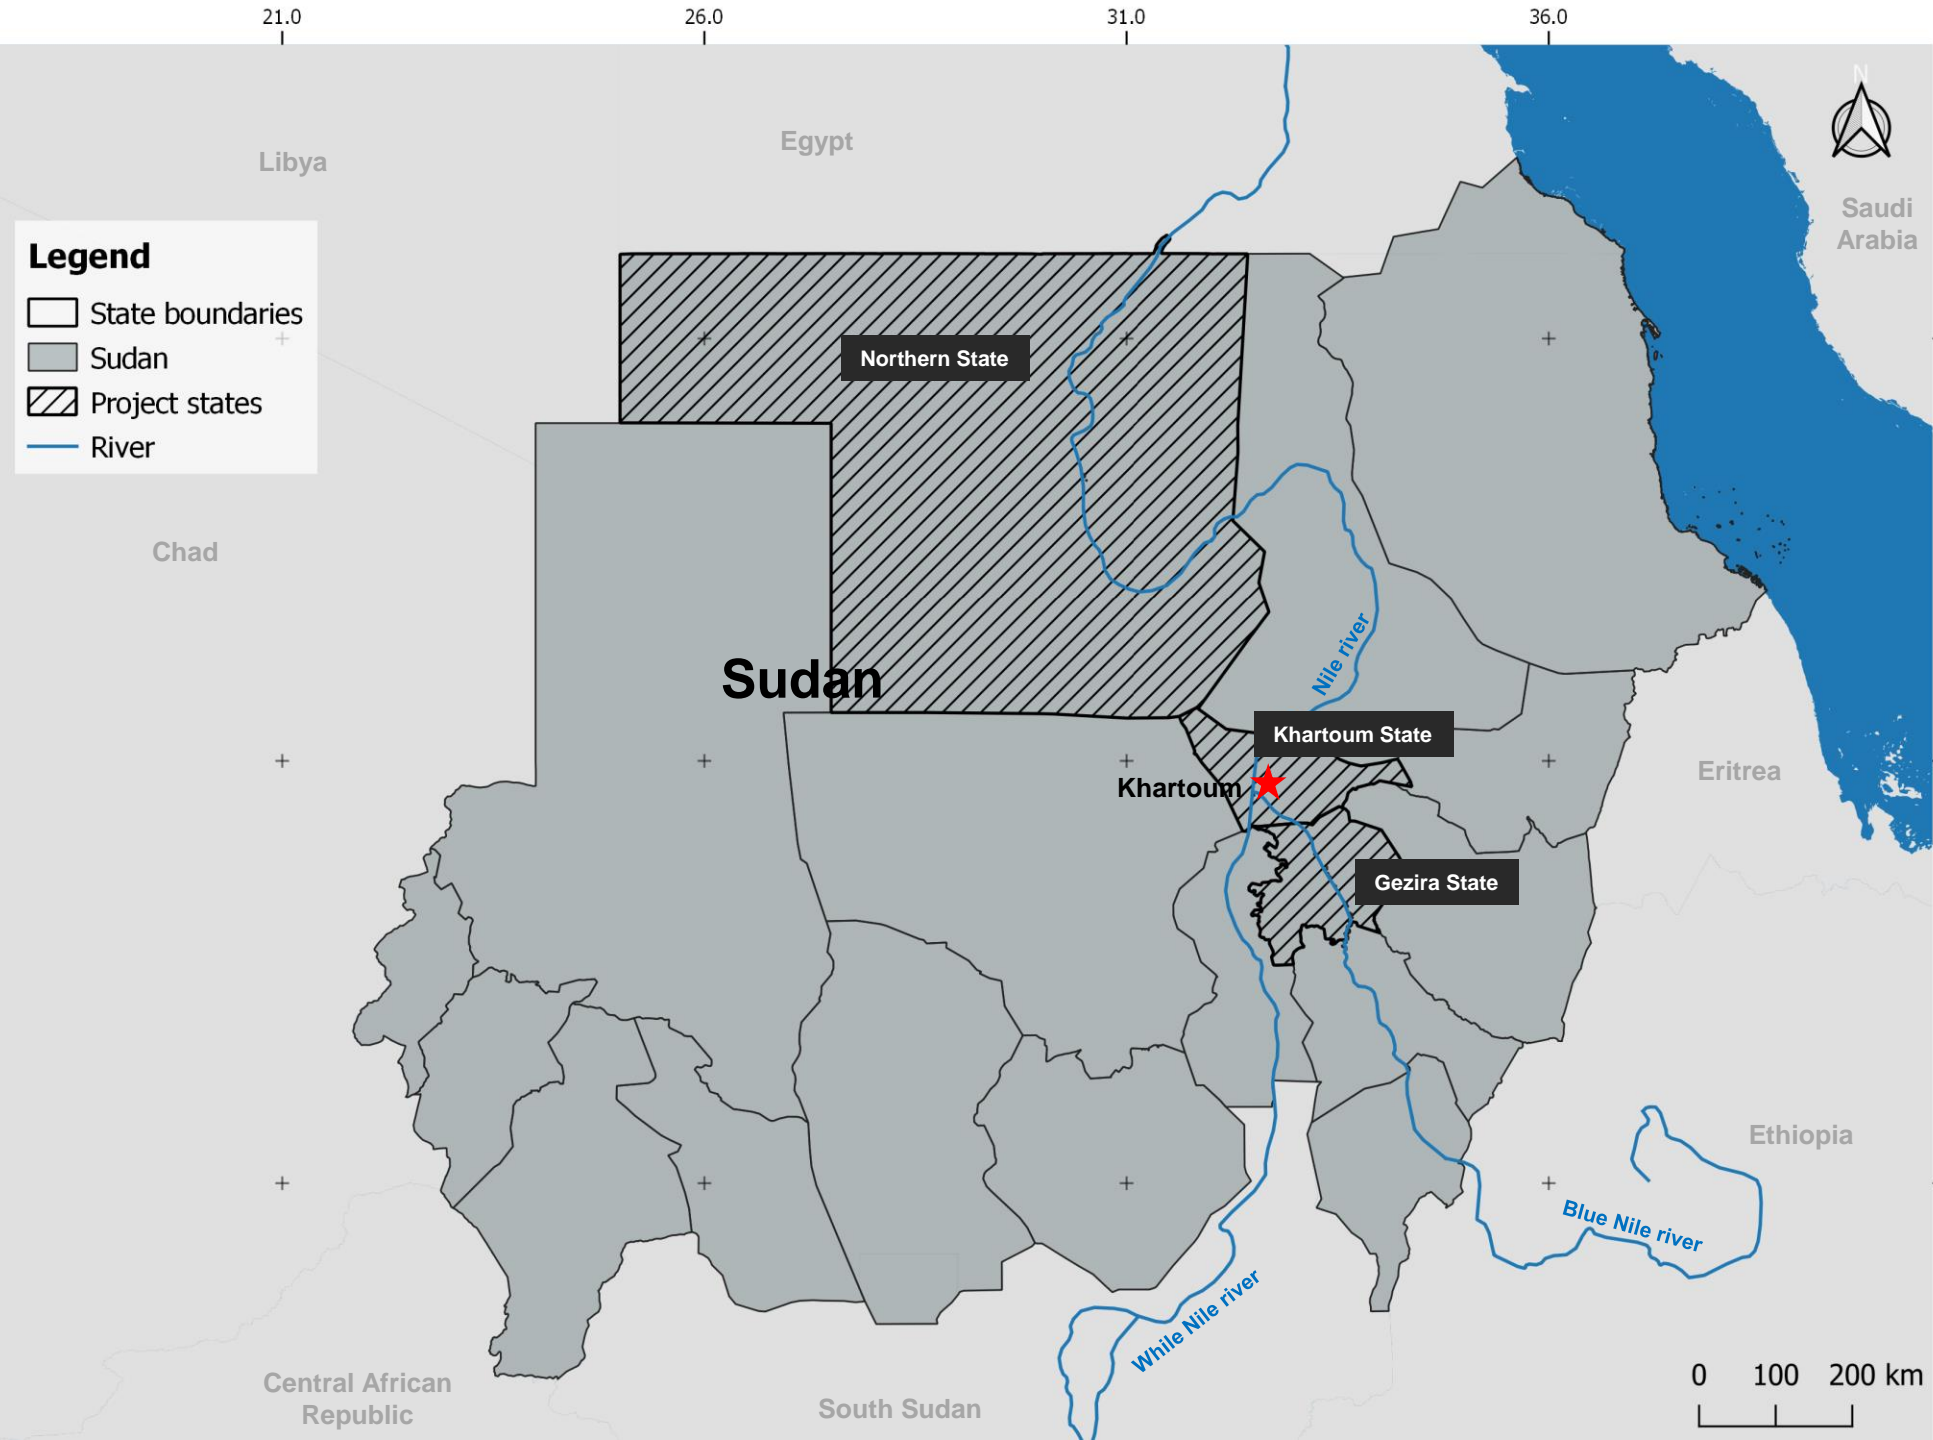 21.0
26.0
31.0
36.0
N
Libya
Egypt
Saudi
Arabia
Legend
State boundaries
Sudan
Project states
River
Northern State
Chad
Nile river
Sudan
Khartoum State
Khartoum
Eritrea
Gezira State
Ethiopia
Blue Nile river
While Nile river
Central African
Republic
South Sudan
0 100 200 km